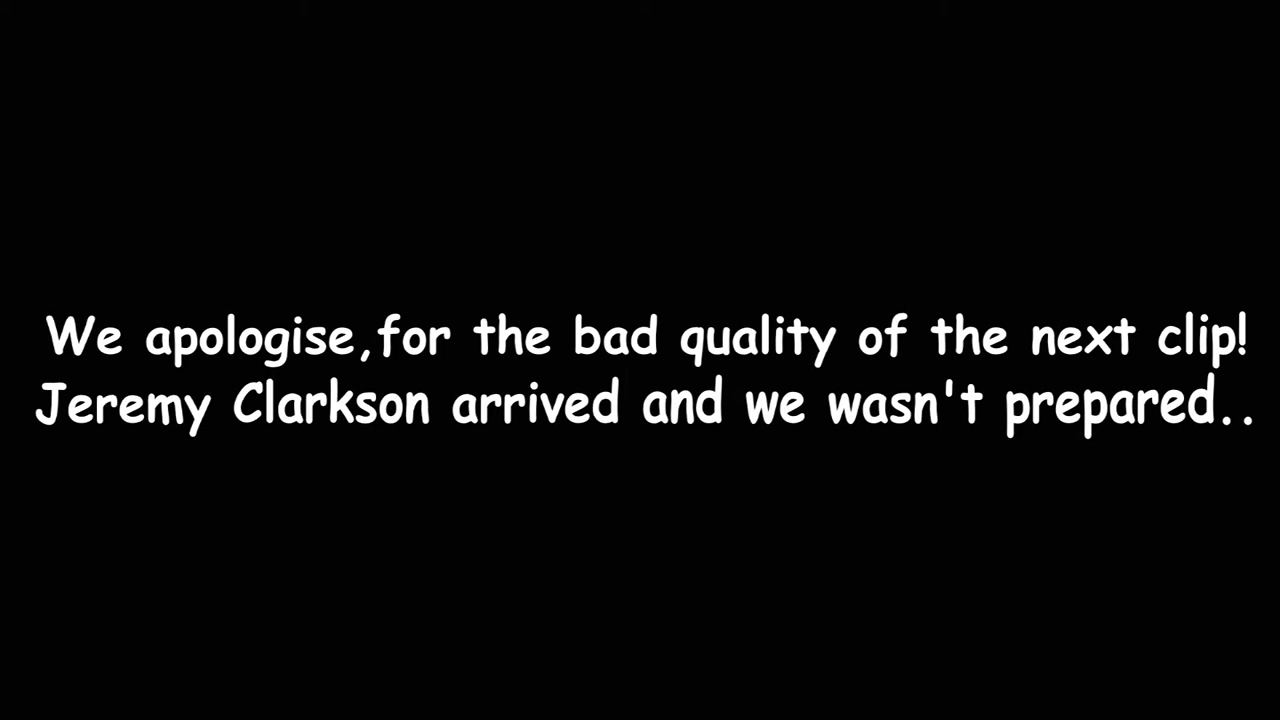 We apologise,for the bad quality of the next clip!
Jeremy Clarkson arrived and we wasn't prepared..